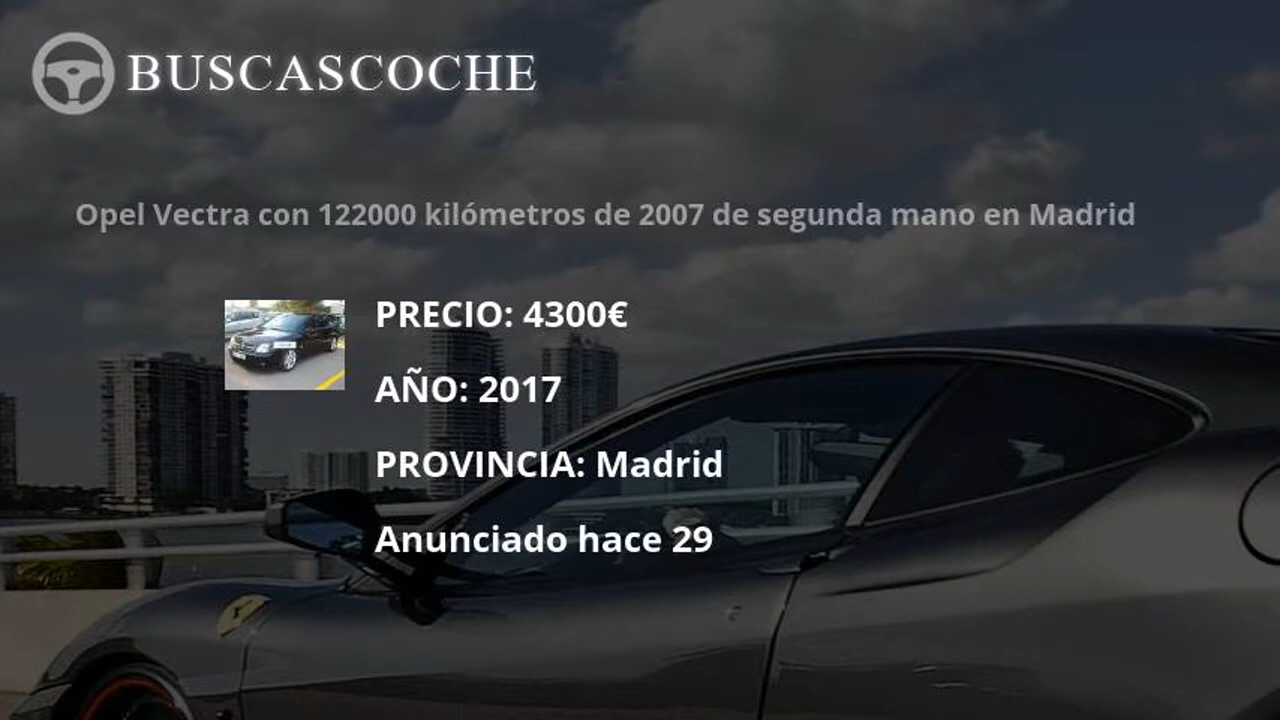 BUSCASCOCHE
Opel Vectra con 122000 kilómetros de 2007 de segunda mano en Madrid
PRECIO: 4300€
AÑO: 2017
PROVINCIA: Madrid
Anunciado hace 29